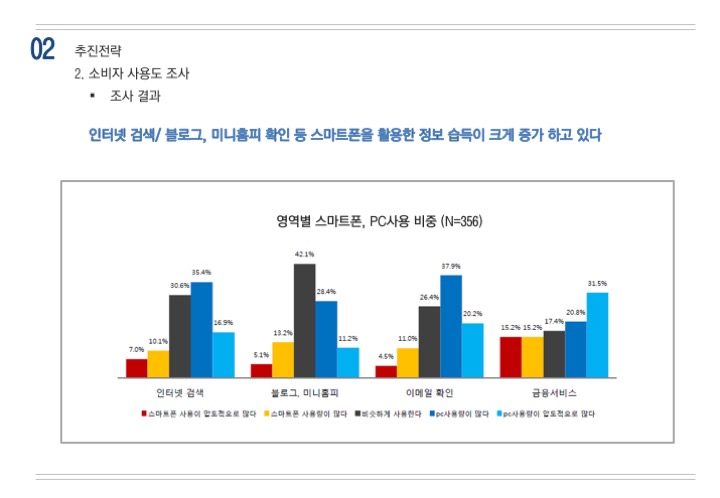 02
추진전략
2. 소비자 사용도 조사
▪ 조사 결과
인터넷 검색/ 블로그, 미니홈피 확인 등 스마트폰을 활용한 정보 습득이 크게 증가 하고 있다
영역별 스마트폰, PC사용 비중 (N=356)
7.0% 10.1% 30.6% 35.4% 16.9%
5.1% 13.2% 42.1% 28.4% 11.2%
4.5% 11.0% 26.4% 37.9% 20.2%
15.2% 15.2% 17.4% 20.8% 31.5%
인터넷 검색 블로그, 미니홈피 이메일 확인 금융서비스
스마트폰 사용이 압도적으로 많다 스마트폰 사용량이 많다 비슷하게 사용한다 pc사용량이 많다 pc사용량이 압도적으로 많다